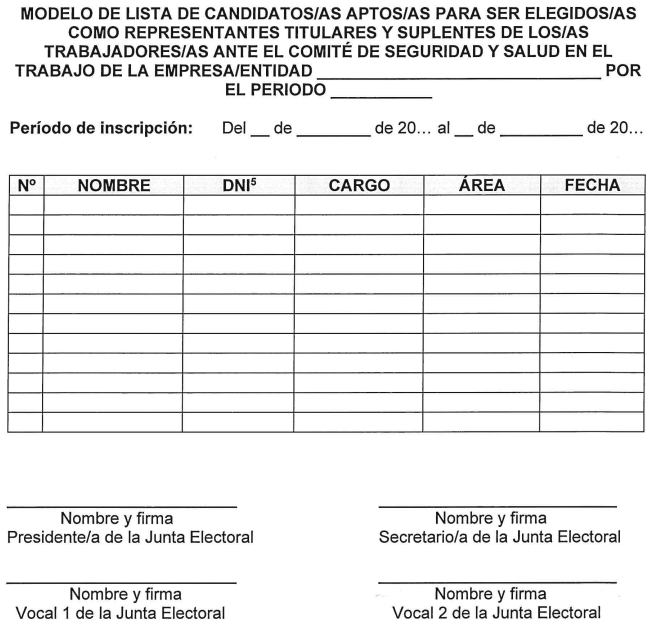 MODELO DE LISTA DE CANDIDATOS/AS APTOS/AS PARA SER ELEGIDOS/AS
COMO REPRESENTANTES TITULARES Y SUPLENTES DE LOS/AS
TRABAJADORES/AS ANTE EL COMITÉ DE SEGURIDAD Y SALUD EN EL
TRABAJO DE LA EMPRESA/ENTIDAD ______________________________ POR
EL PERIODO ___________
Período de inscripción: Del __ de ________ de 20… al __ de _________ de 20…
Nº NOMBRE DNI⁵ CARGO ÁREA FECHA
Nombre y firma Nombre y firma
Presidente/a de la Junta Electoral Secretario/a de la Junta Electoral
Nombre y firma Nombre y firma
Vocal 1 de la Junta Electoral Vocal 2 de la Junta Electoral